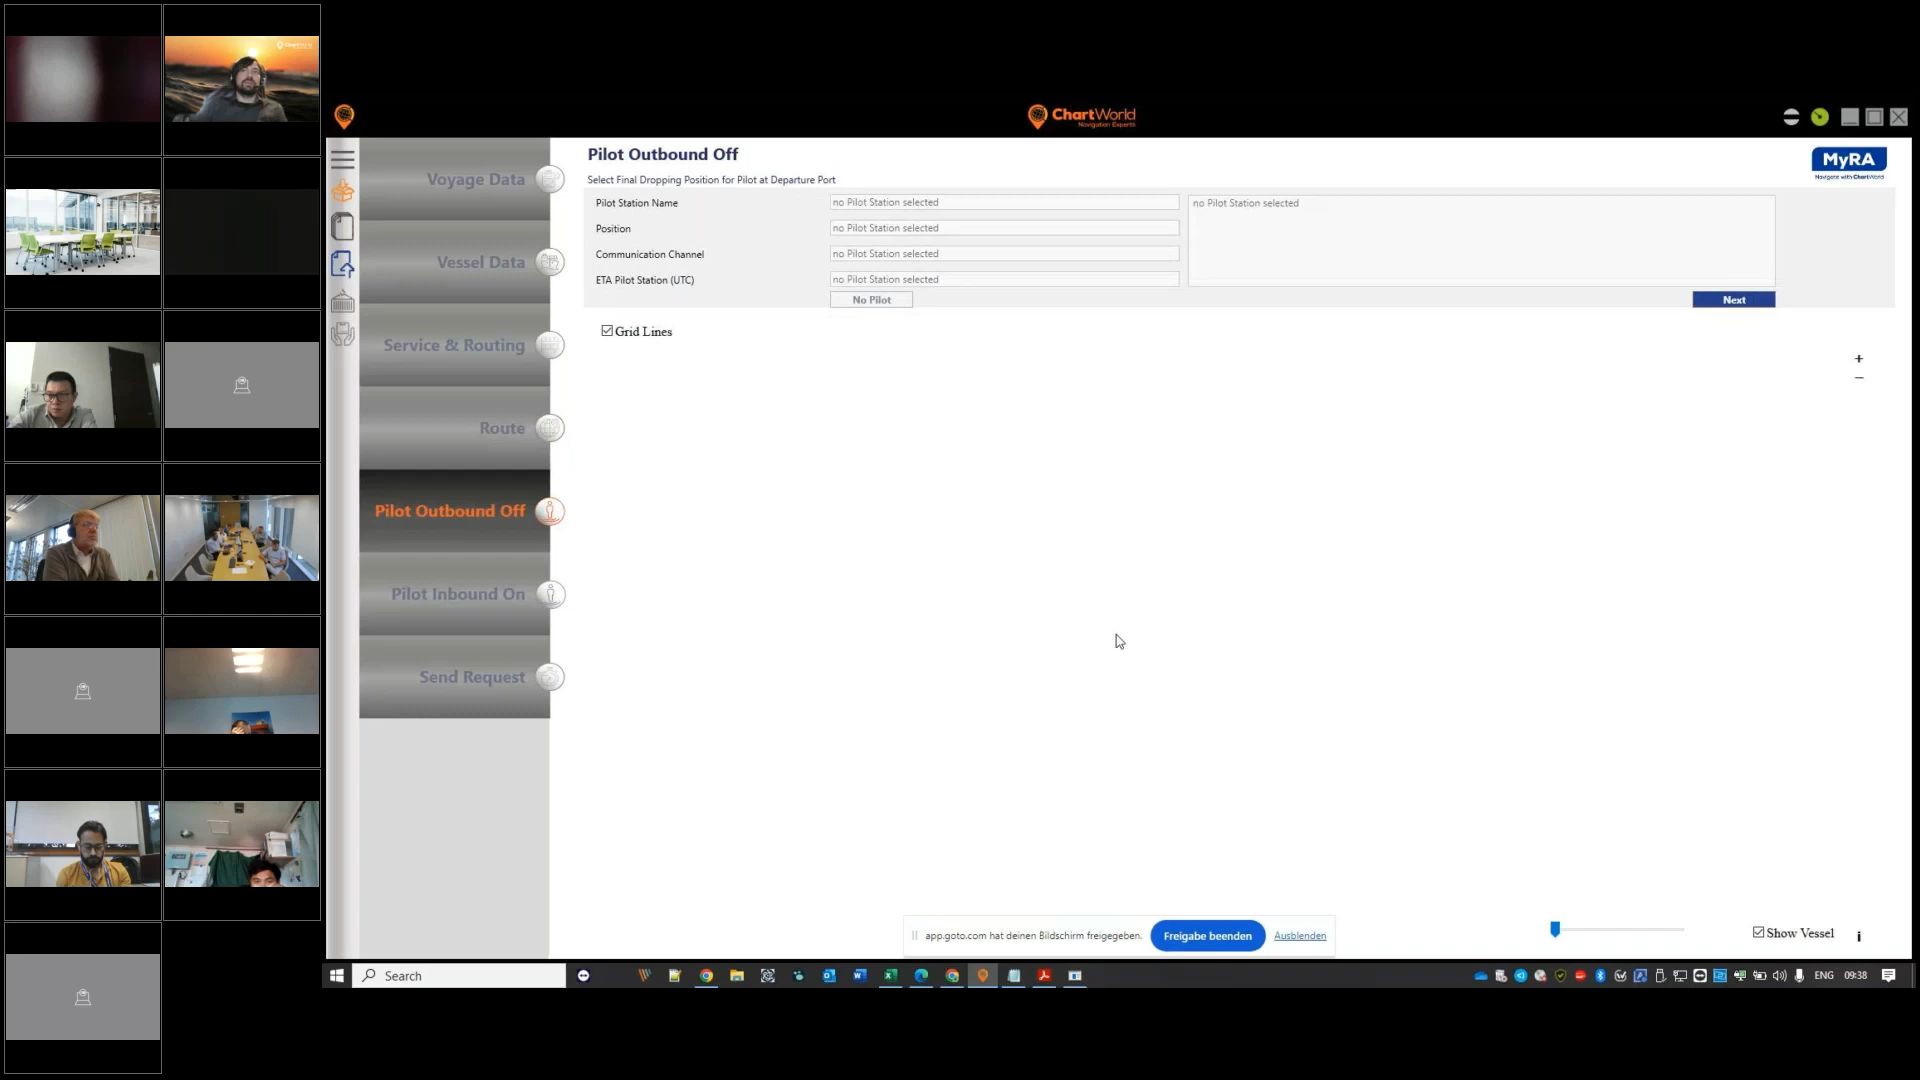 ChartWorld
ChartWorld
Navigation Experts
Voyage Data
Vessel Data
Service & Routing
Route
Pilot Outbound Off
Pilot Inbound On
Send Request
Pilot Outbound Off
MyRA
Navigate with ChartWorld
Select Final Dropping Position for Pilot at Departure Port
Pilot Station Name
no Pilot Station selected
no Pilot Station selected
Position
no Pilot Station selected
Communication Channel
no Pilot Station selected
ETA Pilot Station (UTC)
no Pilot Station selected
No Pilot
Next
Grid Lines
+
−
app.goto.com hat deinen Bildschirm freigegeben.
Freigabe beenden
Ausblenden
Show Vessel
i
Search
ENG
09:38